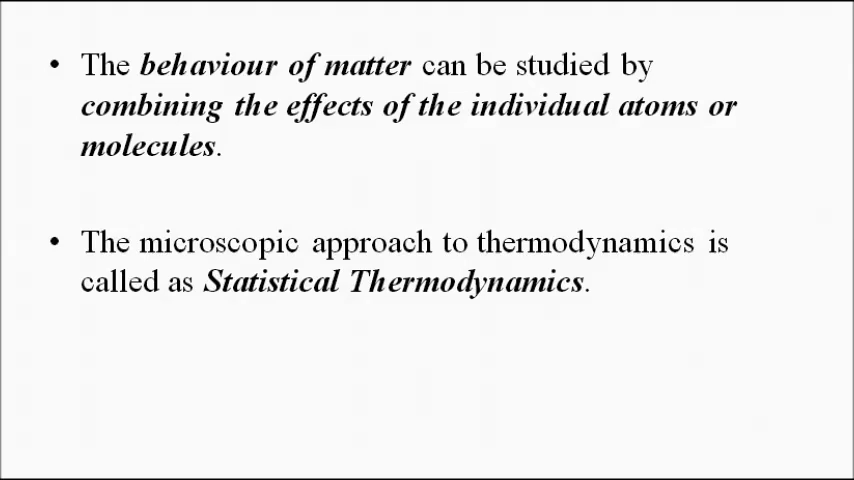 • The behaviour of matter can be studied by
combining the effects of the individual atoms or
molecules.
• The microscopic approach to thermodynamics is
called as Statistical Thermodynamics.